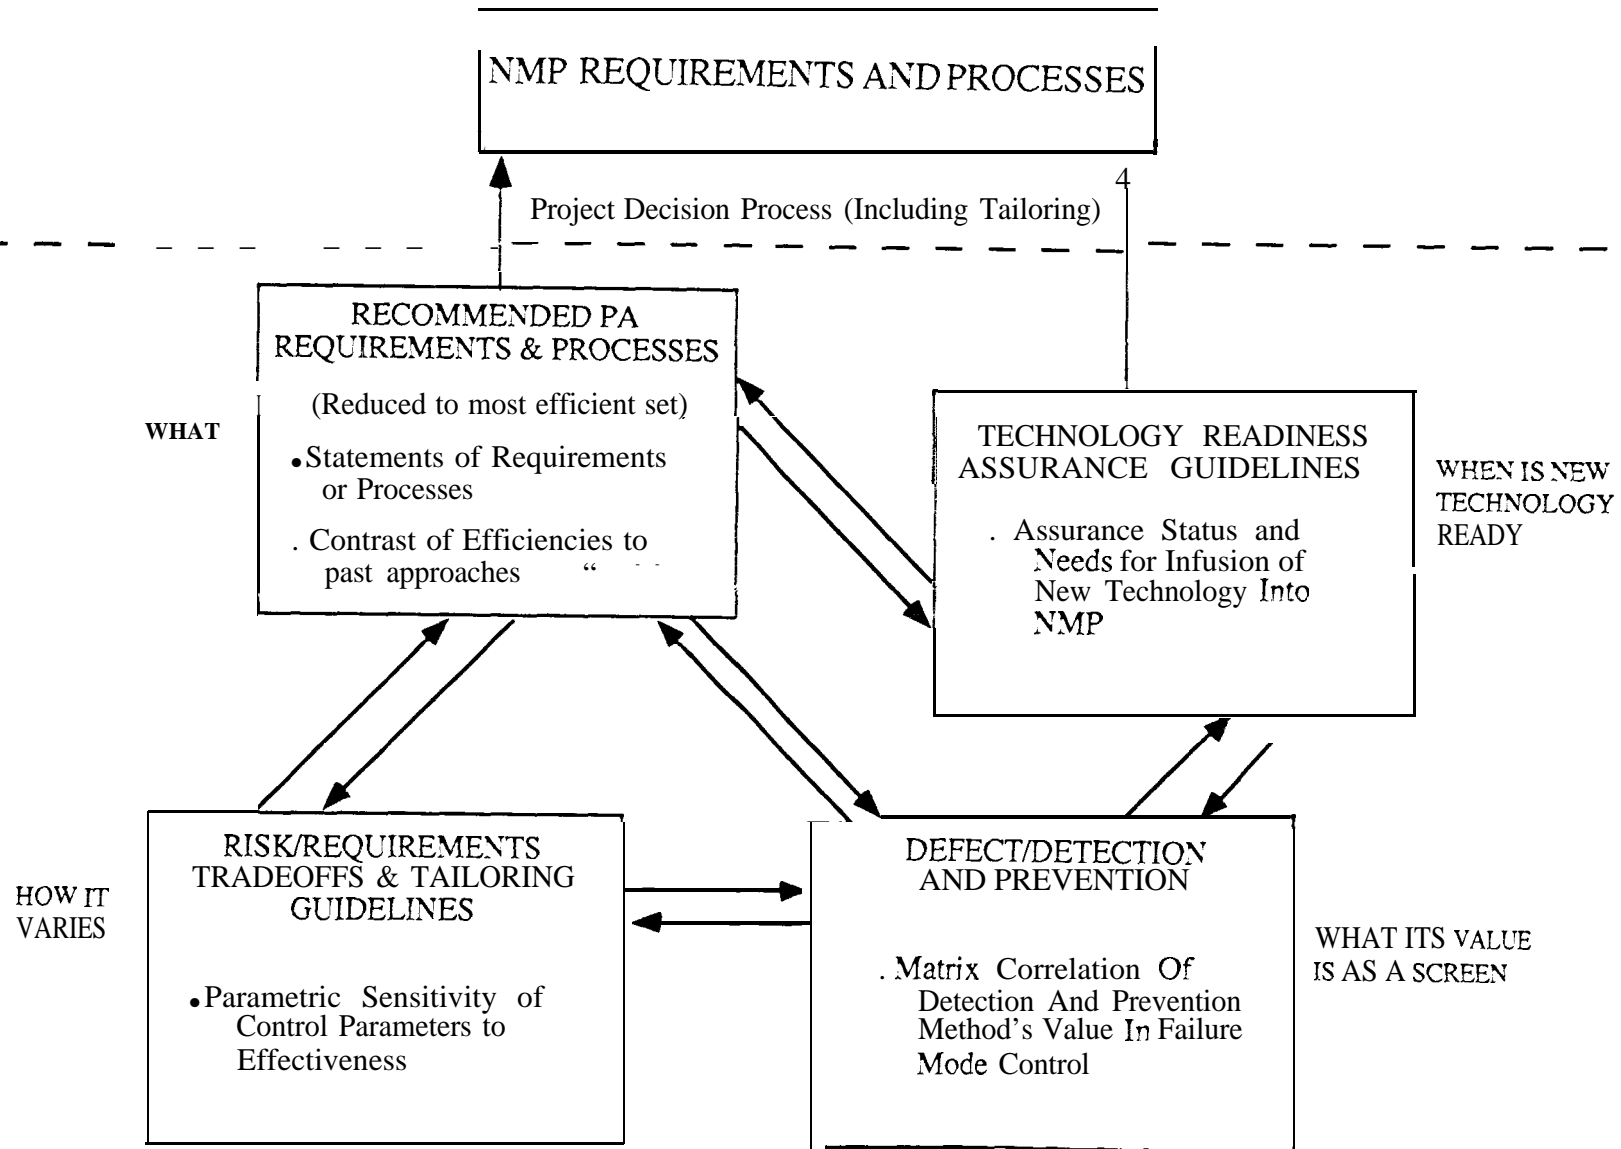 NMP REQUIREMENTS AND PROCESSES
4
Project Decision Process (Including Tailoring)
RECOMMENDED PA
REQUIREMENTS & PROCESSES
(Reduced to most efficient set)
•Statements of Requirements
or Processes
. Contrast of Efficiencies to
past approaches “
WHAT
TECHNOLOGY READINESS
ASSURANCE GUIDELINES
. Assurance Status and
Needs for Infusion of
New Technology Into
NMP
WHEN IS NEW
TECHNOLOGY
READY
RISK/REQUIREMENTS
TRADEOFFS & TAILORING
GUIDELINES
•Parametric Sensitivity of
Control Parameters to
Effectiveness
HOW IT
VARIES
DEFECT/DETECTION
AND PREVENTION
. Matrix Correlation Of
Detection And Prevention
Method's Value In Failure
Mode Control
WHAT ITS VALUE
IS AS A SCREEN